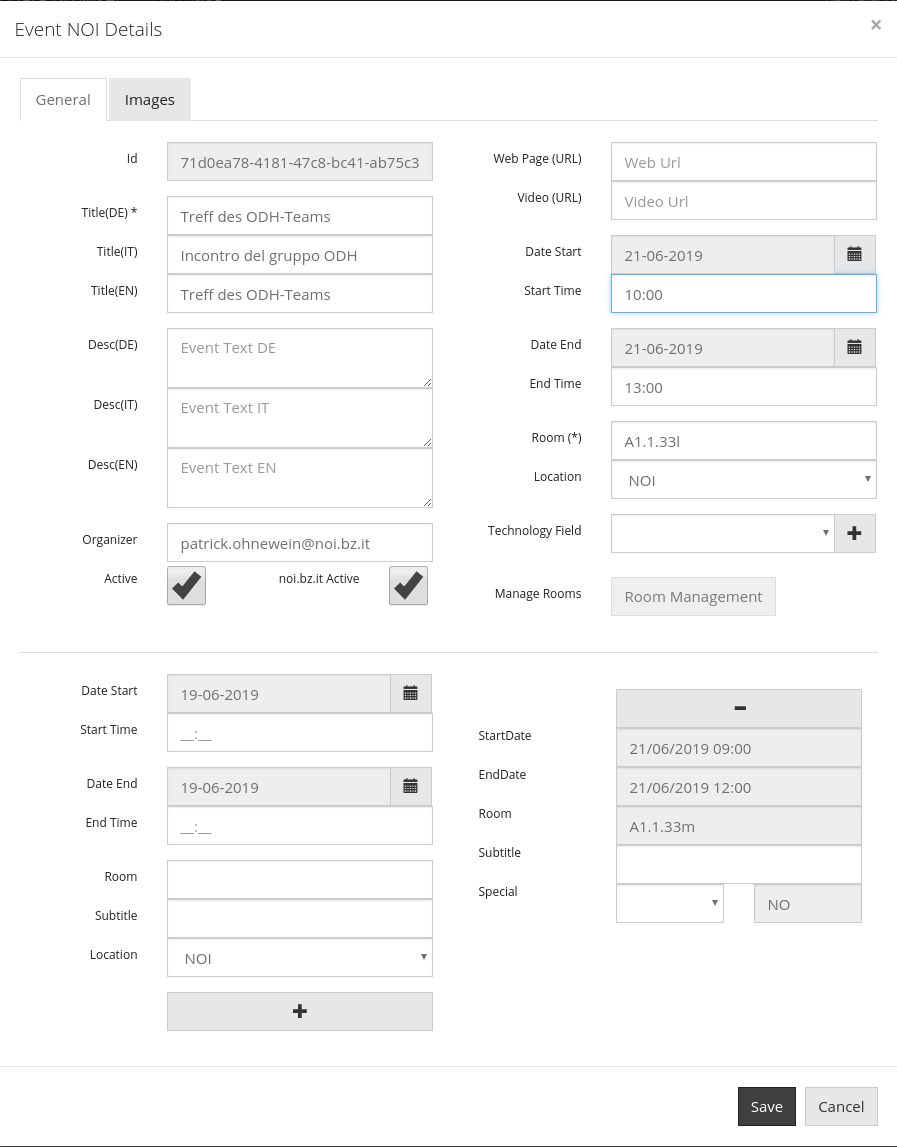 Event NOI Details
×
General
Images
Id
71d0ea78-4181-47c8-bc41-ab75c3
Title(DE) *
Treff des ODH-Teams
Title(IT)
Incontro del gruppo ODH
Title(EN)
Treff des ODH-Teams
Desc(DE)
Event Text DE
Desc(IT)
Event Text IT
Desc(EN)
Event Text EN
Organizer
patrick.ohnewein@noi.bz.it
Active
noi.bz.it Active
Web Page (URL)
Web Url
Video (URL)
Video Url
Date Start
21-06-2019
Start Time
10:00
Date End
21-06-2019
End Time
13:00
Room (*)
A1.1.33l
Location
NOI
Technology Field
Manage Rooms
Room Management
Date Start
19-06-2019
Start Time
__:__
Date End
19-06-2019
End Time
__:__
Room
Subtitle
Location
NOI
StartDate
21/06/2019 09:00
EndDate
21/06/2019 12:00
Room
A1.1.33m
Subtitle
Special
NO
Save
Cancel